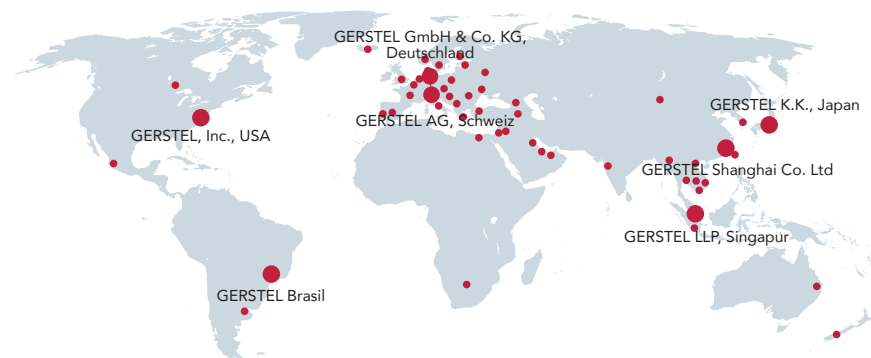 GERSTEL GmbH & Co. KG,
Deutschland
GERSTEL K.K., Japan
GERSTEL AG, Schweiz
GERSTEL, Inc., USA
GERSTEL Shanghai Co. Ltd
GERSTEL LLP, Singapur
GERSTEL Brasil